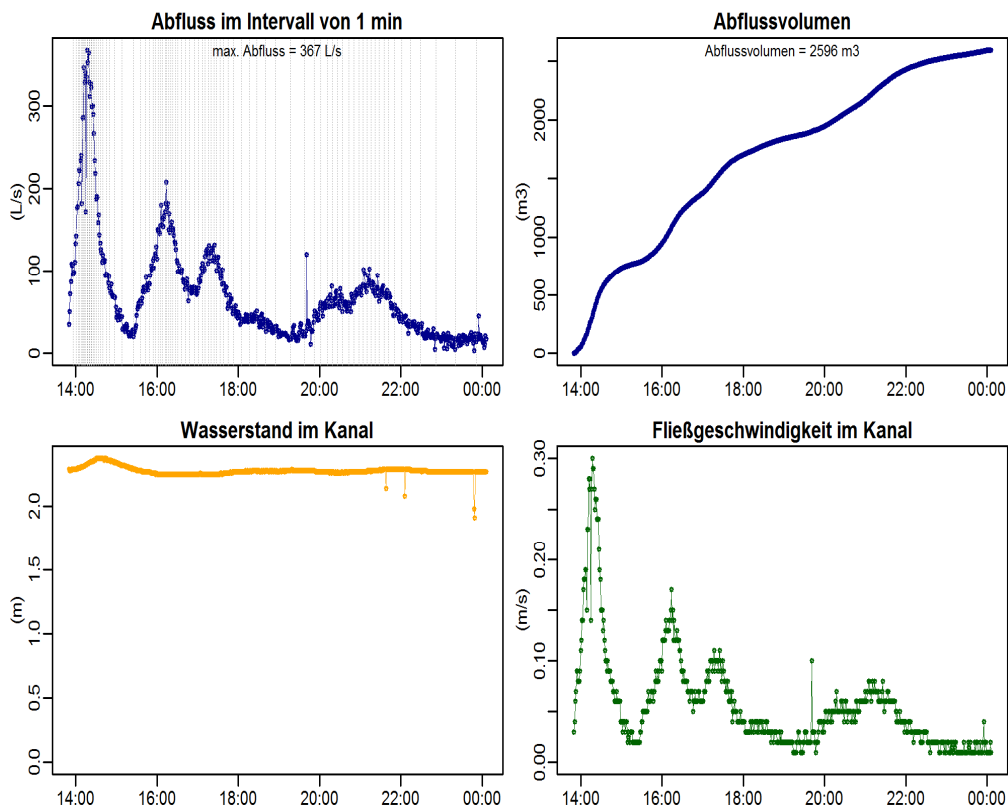 Abfluss im Intervall von 1 min
max. Abfluss = 367 L/s
(L/s)
300
200
100
0
14:00 16:00 18:00 20:00 22:00 00:00
Abflussvolumen
Abflussvolumen = 2596 m3
(m3)
2000
1000
500
0
14:00 16:00 18:00 20:00 22:00 00:00
Wasserstand im Kanal
(m)
2.0
1.5
1.0
0.5
0.0
14:00 16:00 18:00 20:00 22:00 00:00
Fließgeschwindigkeit im Kanal
(m/s)
0.30
0.20
0.10
0.00
14:00 16:00 18:00 20:00 22:00 00:00